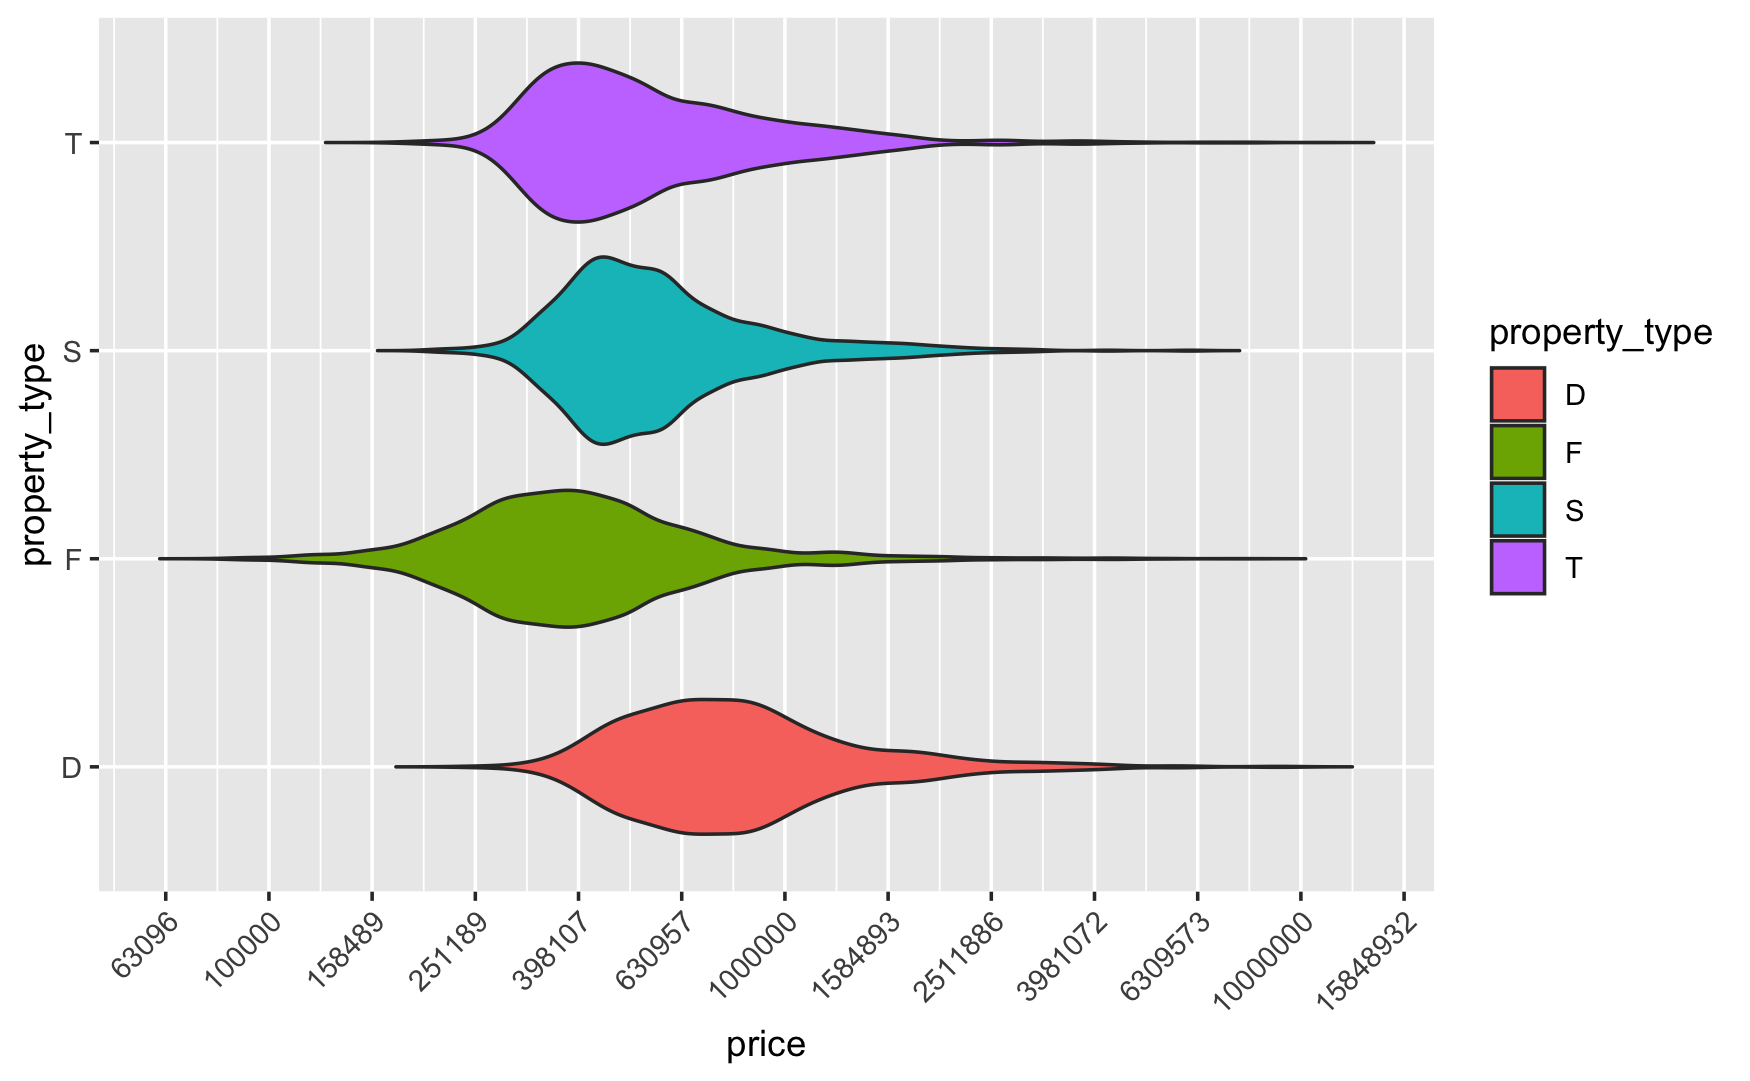 T
S
F
D
property_type
63096
100000
158489
251189
398107
630957
1000000
1584893
2511886
3981072
6309573
10000000
15848932
price
property_type
D
F
S
T